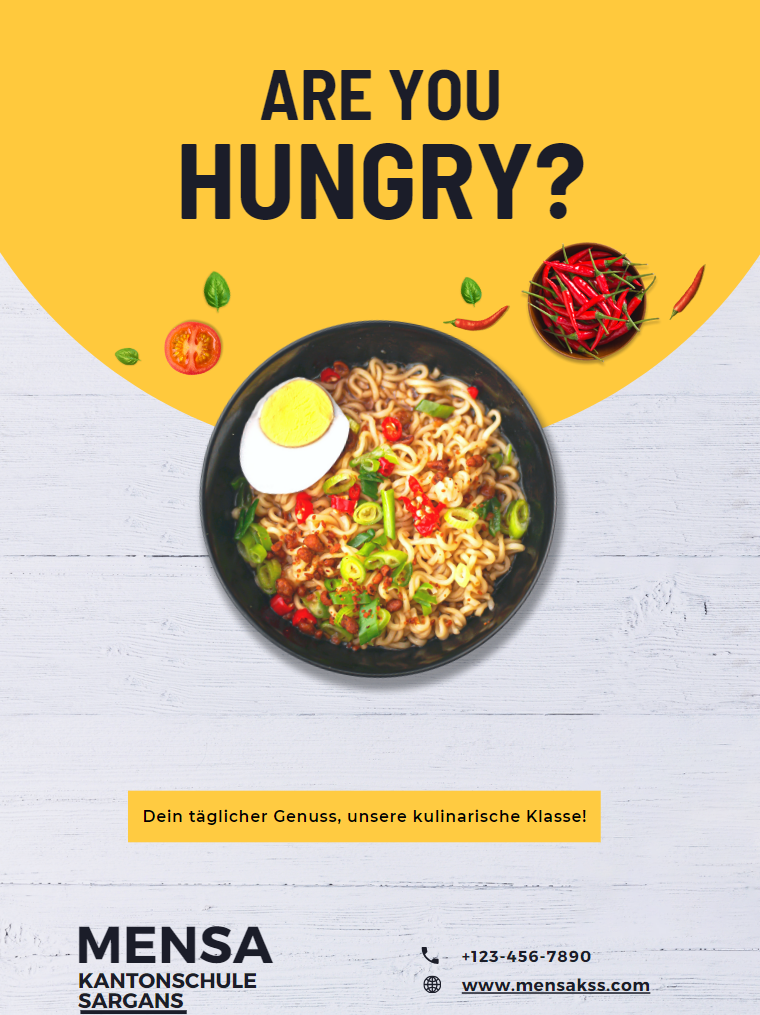 ARE YOU
HUNGRY?
Dein täglicher Genuss, unsere kulinarische Klasse!
MENSA
KANTONSCHULE
SARGANS
+123-456-7890
www.mensakss.com